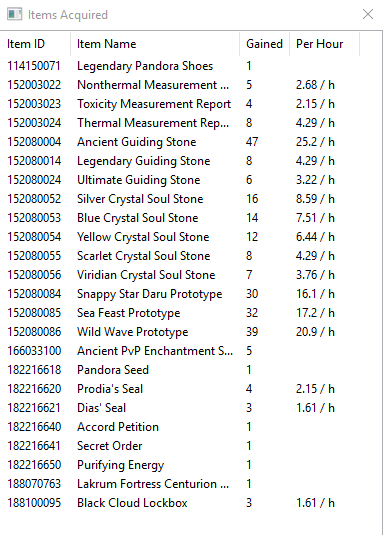 Items Acquired
Item ID Item Name Gained Per Hour
114150071 Legendary Pandora Shoes 1
152003022 Nonthermal Measurement ... 5 2.68 / h
152003023 Toxicity Measurement Report 4 2.15 / h
152003024 Thermal Measurement Rep... 8 4.29 / h
152080004 Ancient Guiding Stone 47 25.2 / h
152080014 Legendary Guiding Stone 8 4.29 / h
152080024 Ultimate Guiding Stone 6 3.22 / h
152080052 Silver Crystal Soul Stone 16 8.59 / h
152080053 Blue Crystal Soul Stone 14 7.51 / h
152080054 Yellow Crystal Soul Stone 12 6.44 / h
152080055 Scarlet Crystal Soul Stone 8 4.29 / h
152080056 Viridian Crystal Soul Stone 7 3.76 / h
152080084 Snappy Star Daru Prototype 30 16.1 / h
152080085 Sea Feast Prototype 32 17.2 / h
152080086 Wild Wave Prototype 39 20.9 / h
166033100 Ancient PvP Enchantment S... 5
182216618 Pandora Seed 1
182216620 Prodia's Seal 4 2.15 / h
182216621 Dias' Seal 3 1.61 / h
182216640 Accord Petition 1
182216641 Secret Order 1
182216650 Purifying Energy 1
188070763 Lakrum Fortress Centurion ... 1
188100095 Black Cloud Lockbox 3 1.61 / h